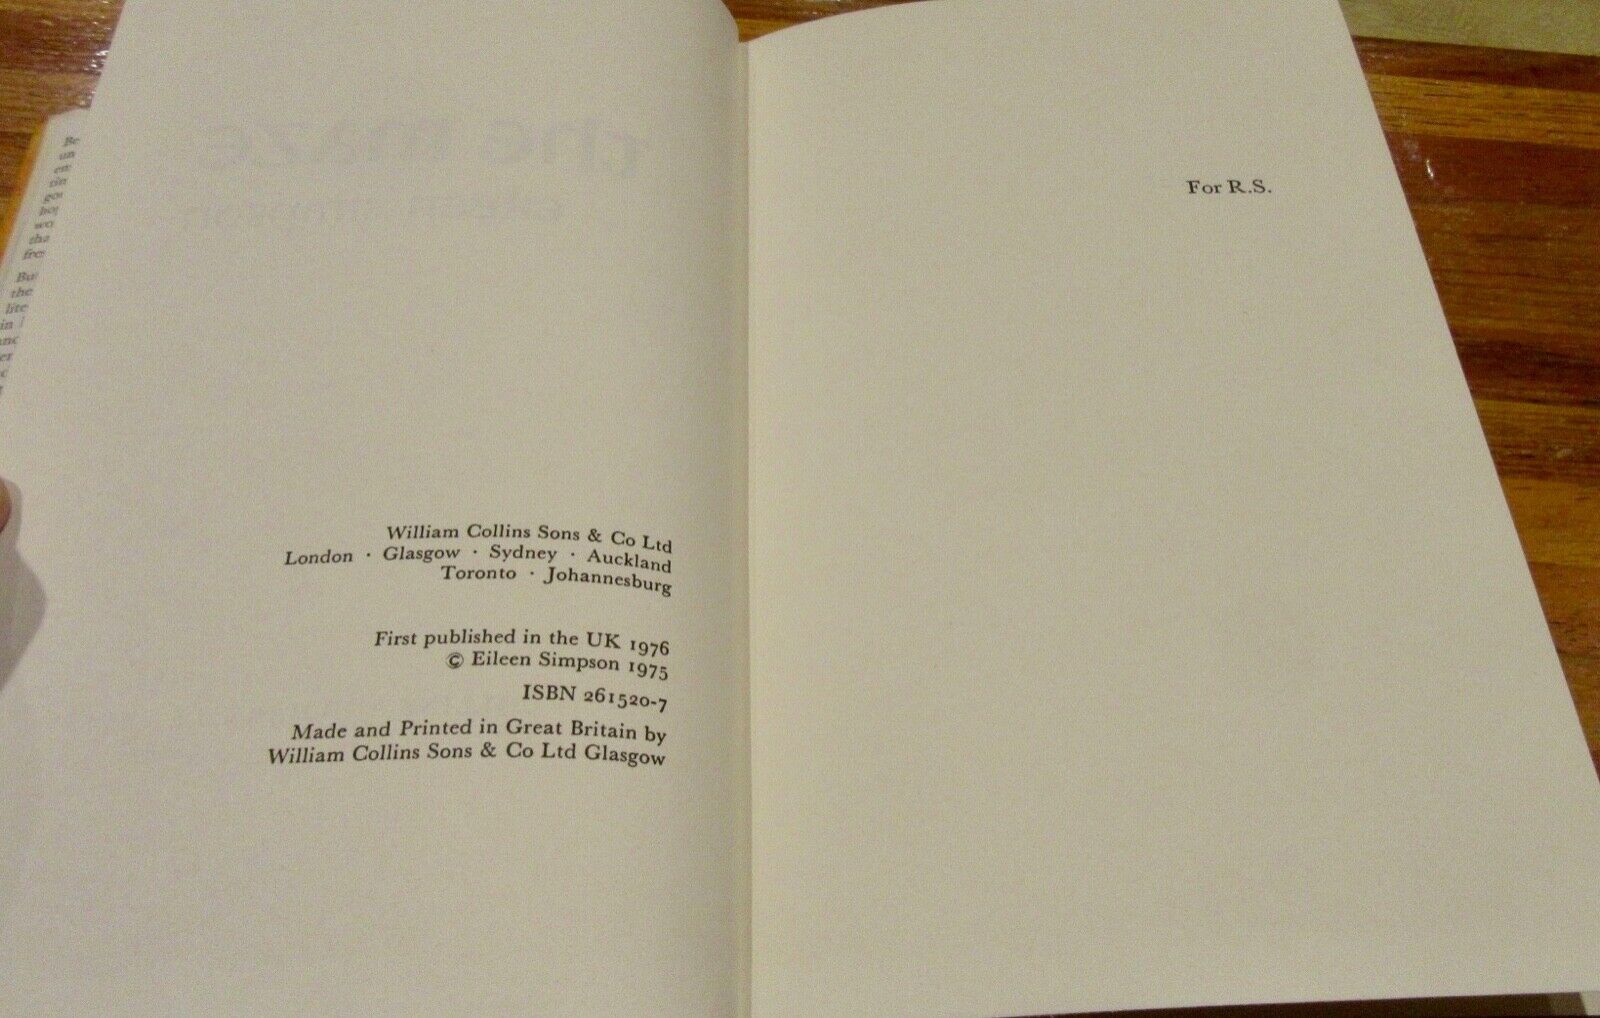 William Collins Sons & Co Ltd
London · Glasgow · Sydney · Auckland
Toronto · Johannesburg
First published in the UK 1976
© Eileen Simpson 1975
ISBN 261520-7
Made and Printed in Great Britain by
William Collins Sons & Co Ltd Glasgow
For R.S.